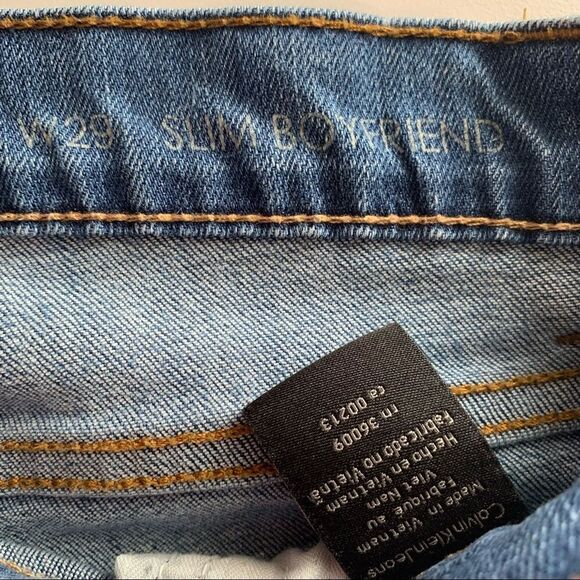 W29 SLIM BOYFRIEND
Calvin Klein Jeans
Made in Vietnam
Fabriqué au
Viet Nam
Hecho en Vietnam
Fabricado no Vietnã
rn 36009
ca 00213